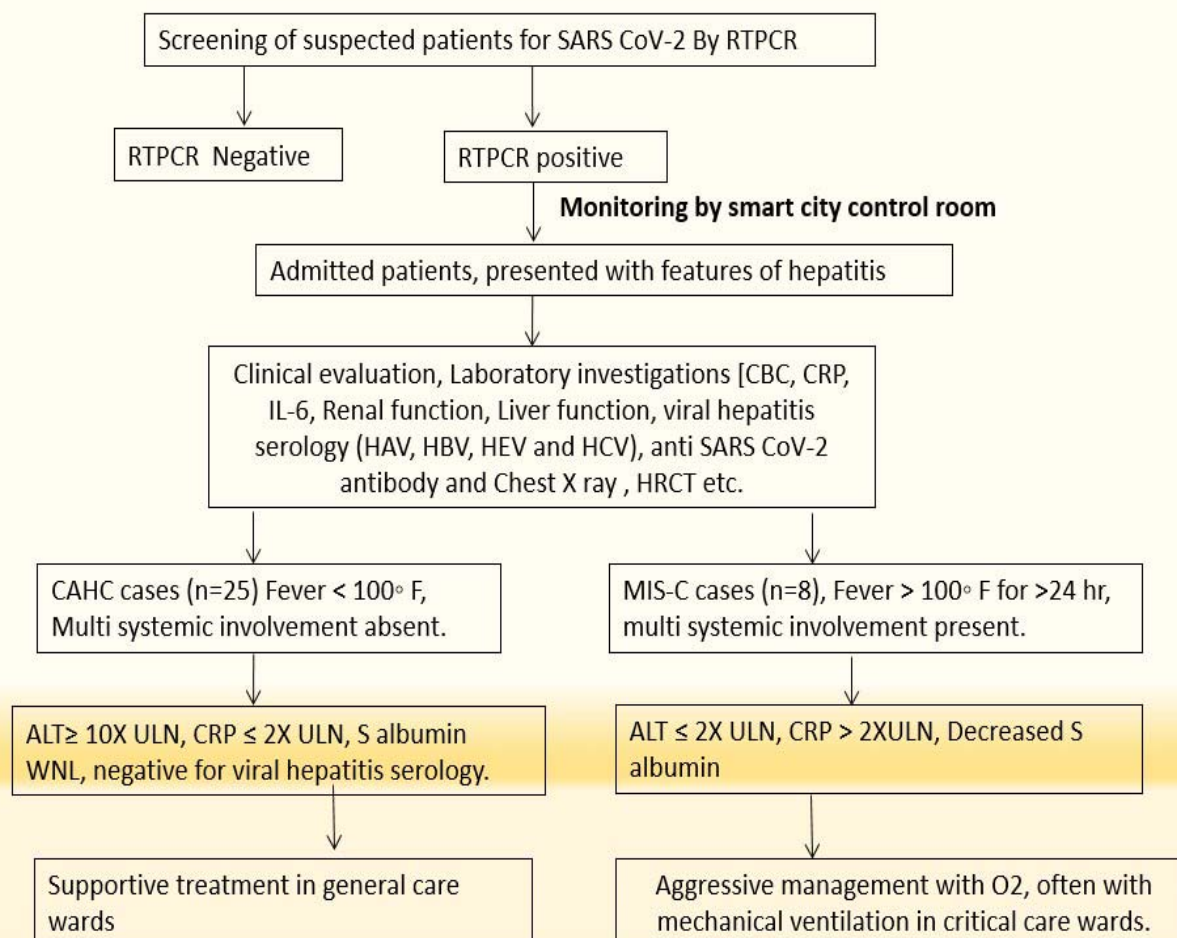 Screening of suspected patients for SARS CoV-2 By RTPCR
RTPCR Negative
RTPCR positive
Monitoring by smart city control room
Admitted patients, presented with features of hepatitis
Clinical evaluation, Laboratory investigations [CBC, CRP,
IL-6, Renal function, Liver function, viral hepatitis
serology (HAV, HBV, HEV and HCV), anti SARS CoV-2
antibody and Chest X ray , HRCT etc.
CAHC cases (n=25) Fever < 100◦ F,
Multi systemic involvement absent.
MIS-C cases (n=8), Fever > 100◦ F for >24 hr,
multi systemic involvement present.
ALT≥ 10X ULN, CRP ≤ 2X ULN, S albumin
WNL, negative for viral hepatitis serology.
ALT ≤ 2X ULN, CRP > 2XULN, Decreased S
albumin
Supportive treatment in general care
wards
Aggressive management with O2, often with
mechanical ventilation in critical care wards.